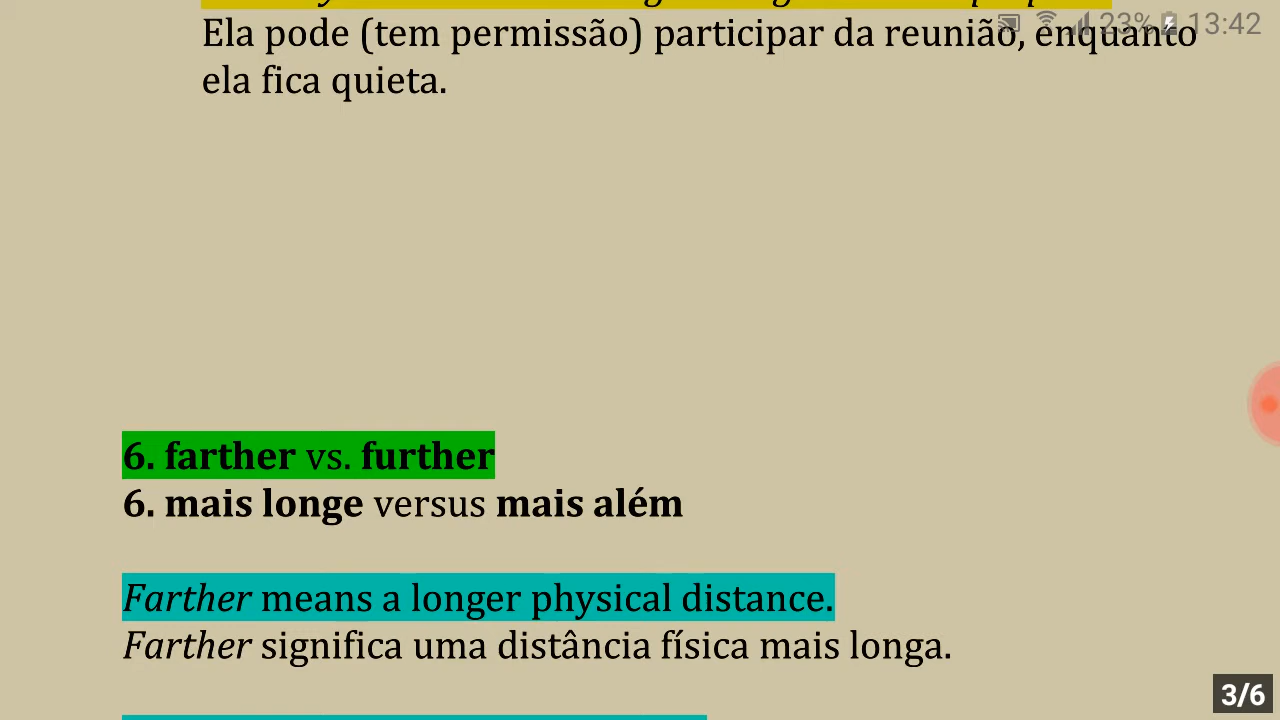 23% 13:42
Ela pode (tem permissão) participar da reunião, enquanto
ela fica quieta.
6. farther vs. further
6. mais longe versus mais além
Farther means a longer physical distance.
Farther significa uma distância física mais longa.
3/6